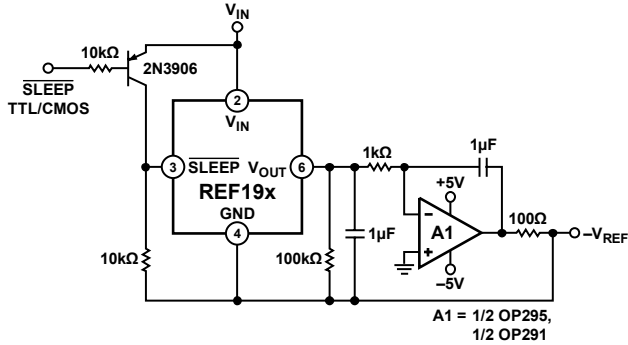 V_IN
10kΩ
2N3906
SLEEP
TTL/CMOS
2
V_IN
3
SLEEP
V_OUT
6
REF19x
GND
4
10kΩ
100kΩ
1µF
1kΩ
1µF
+5V
−
A1
+
−5V
100Ω
−V_REF
A1 = 1/2 OP295,
1/2 OP291